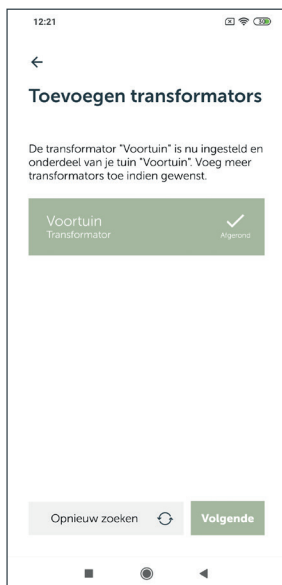 12:21
30
Toevoegen transformators
De transformator "Voortuin" is nu ingesteld en
onderdeel van je tuin "Voortuin". Voeg meer
transformators toe indien gewenst.
Voortuin
Transformator
Afgerond
Opnieuw zoeken
Volgende